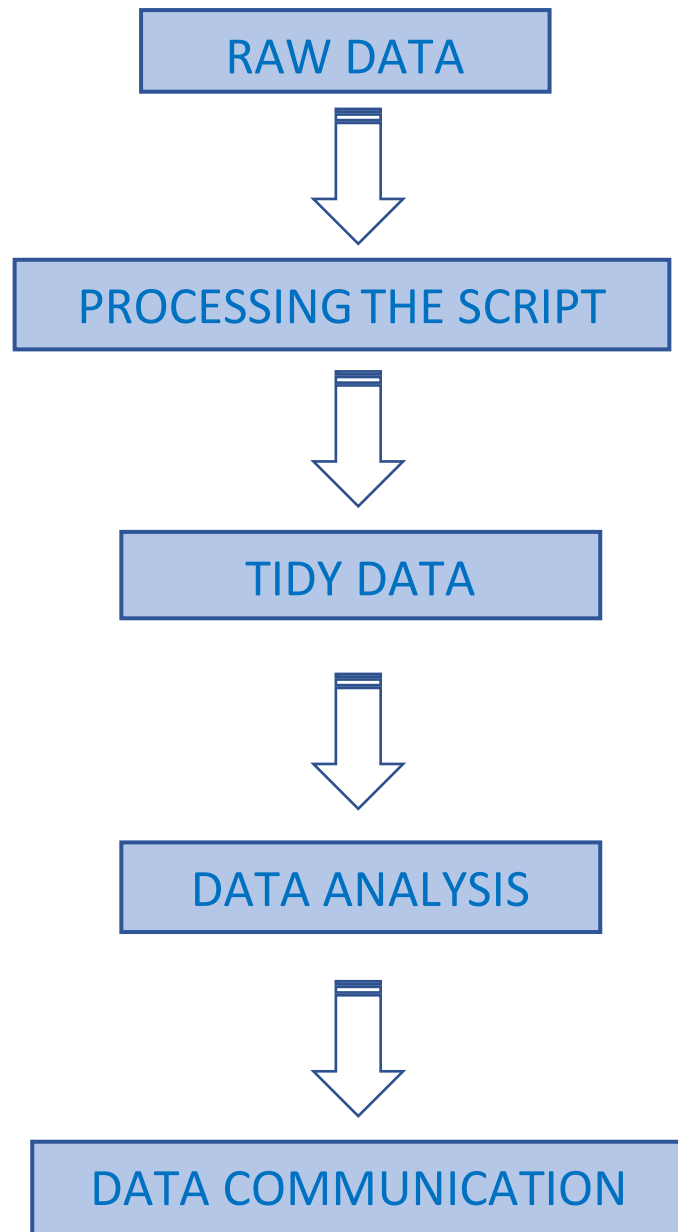 RAW DATA
PROCESSING THE SCRIPT
TIDY DATA
DATA ANALYSIS
DATA COMMUNICATION